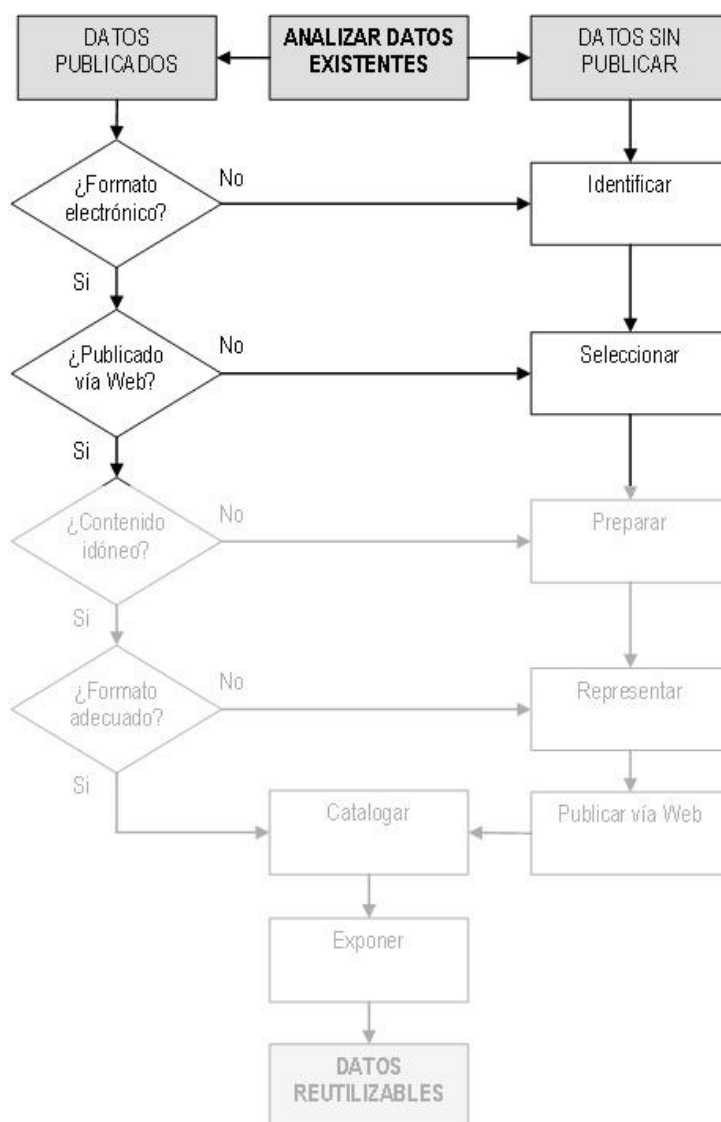 DATOS
PUBLICADOS
ANALIZAR DATOS
EXISTENTES
DATOS SIN
PUBLICAR
¿Formato
electrónico?
No
Identificar
Si
¿Publicado
vía Web?
No
Seleccionar
Si
¿Contenido
idóneo?
No
Preparar
Si
¿Formato
adecuado?
No
Representar
Si
Catalogar
Publicar vía Web
Exponer
DATOS
REUTILIZABLES